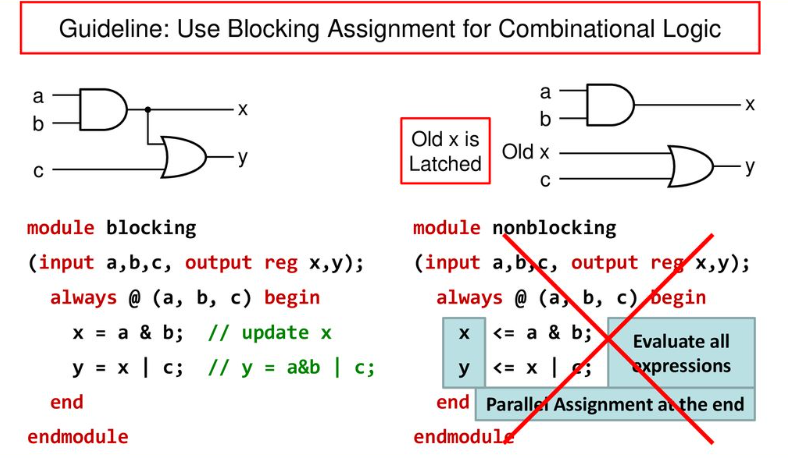 Guideline: Use Blocking Assignment for Combinational Logic
a
b
c
x
y
Old x is
Latched
a
b
Old x
c
x
y
module blocking
(input a,b,c, output reg x,y);
always @ (a, b, c) begin
x = a & b; // update x
y = x | c; // y = a&b | c;
end
endmodule
module nonblocking
(input a,b,c, output reg x,y);
always @ (a, b, c) begin
x <= a & b;
y <= x | c;
end
endmodule
Evaluate all
expressions
Parallel Assignment at the end